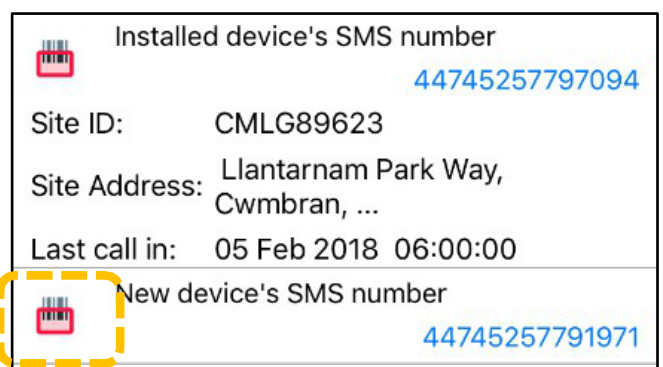 Installed device's SMS number
44745257797094
Site ID: CMLG89623
Site Address: Llantarnam Park Way,
Cwmbran, ...
Last call in: 05 Feb 2018 06:00:00
New device's SMS number
44745257791971